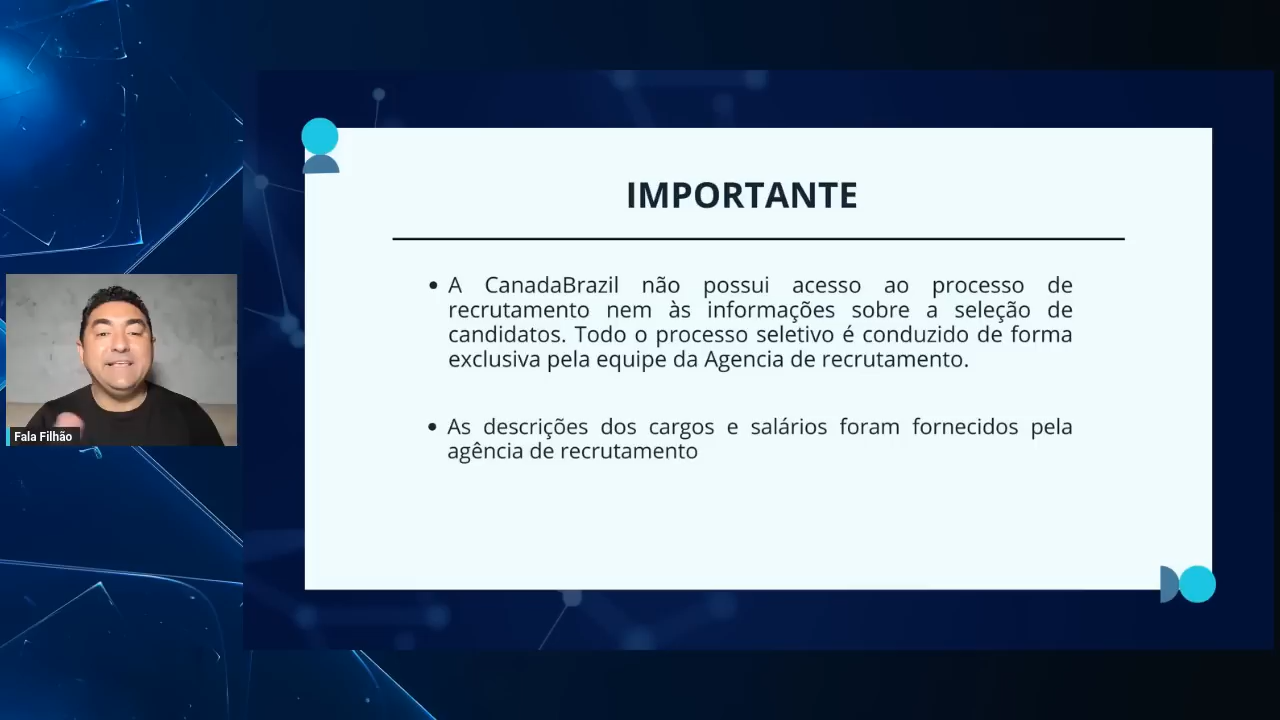 IMPORTANTE
• A CanadaBrazil não possui acesso ao processo de
recrutamento nem às informações sobre a seleção de
candidatos. Todo o processo seletivo é conduzido de forma
exclusiva pela equipe da Agencia de recrutamento.
• As descrições dos cargos e salários foram fornecidos pela
agência de recrutamento
Fala Filhão